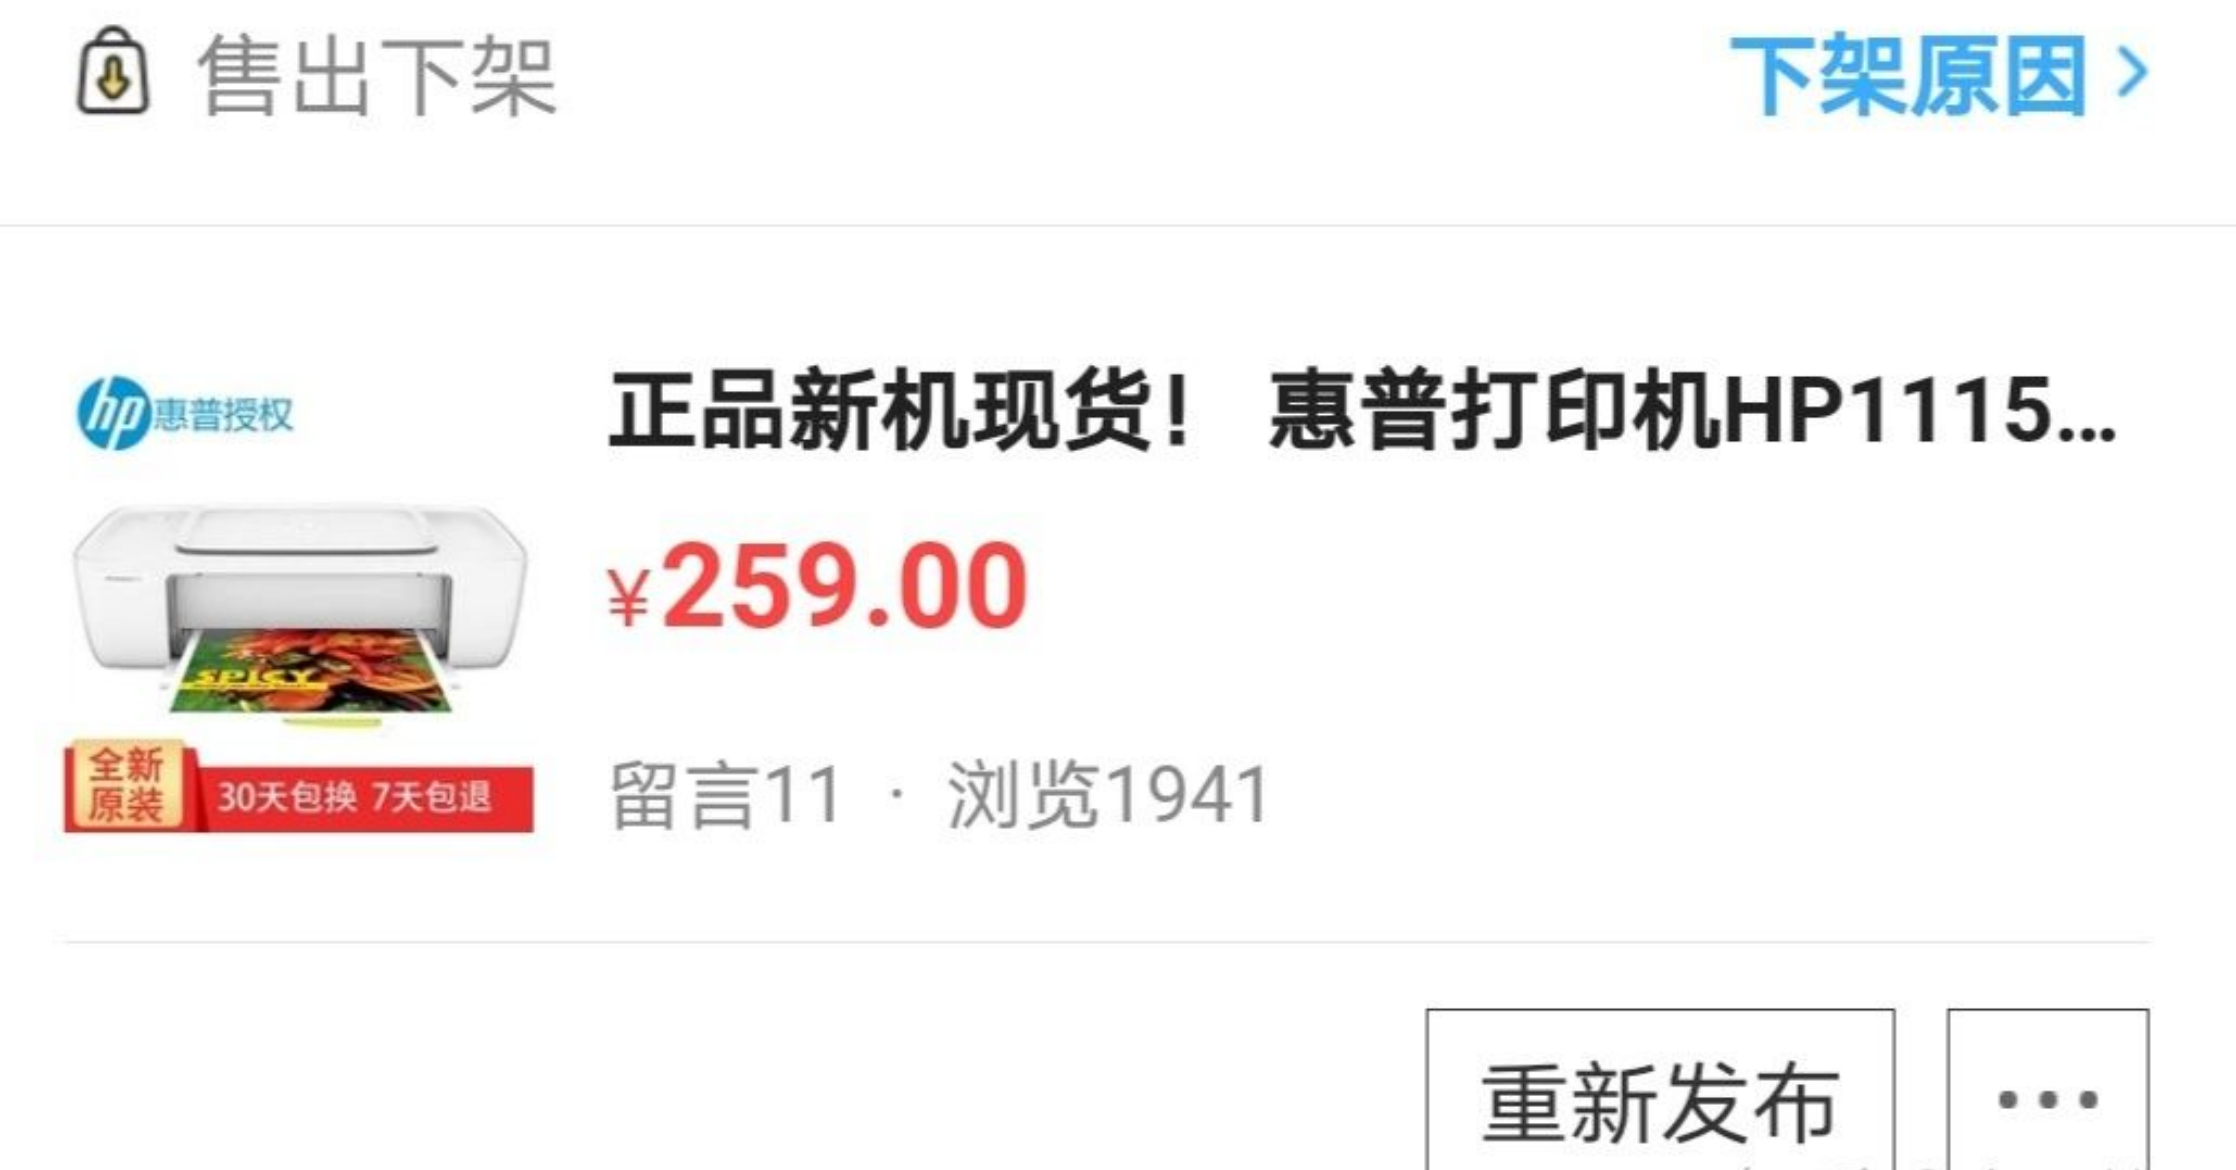 售出下架
下架原因 >
hp惠普授权
正品新机现货！ 惠普打印机HP1115...
¥259.00
SPICY
留言11 · 浏览1941
全新
原装
30天包换 7天包退
重新发布
...